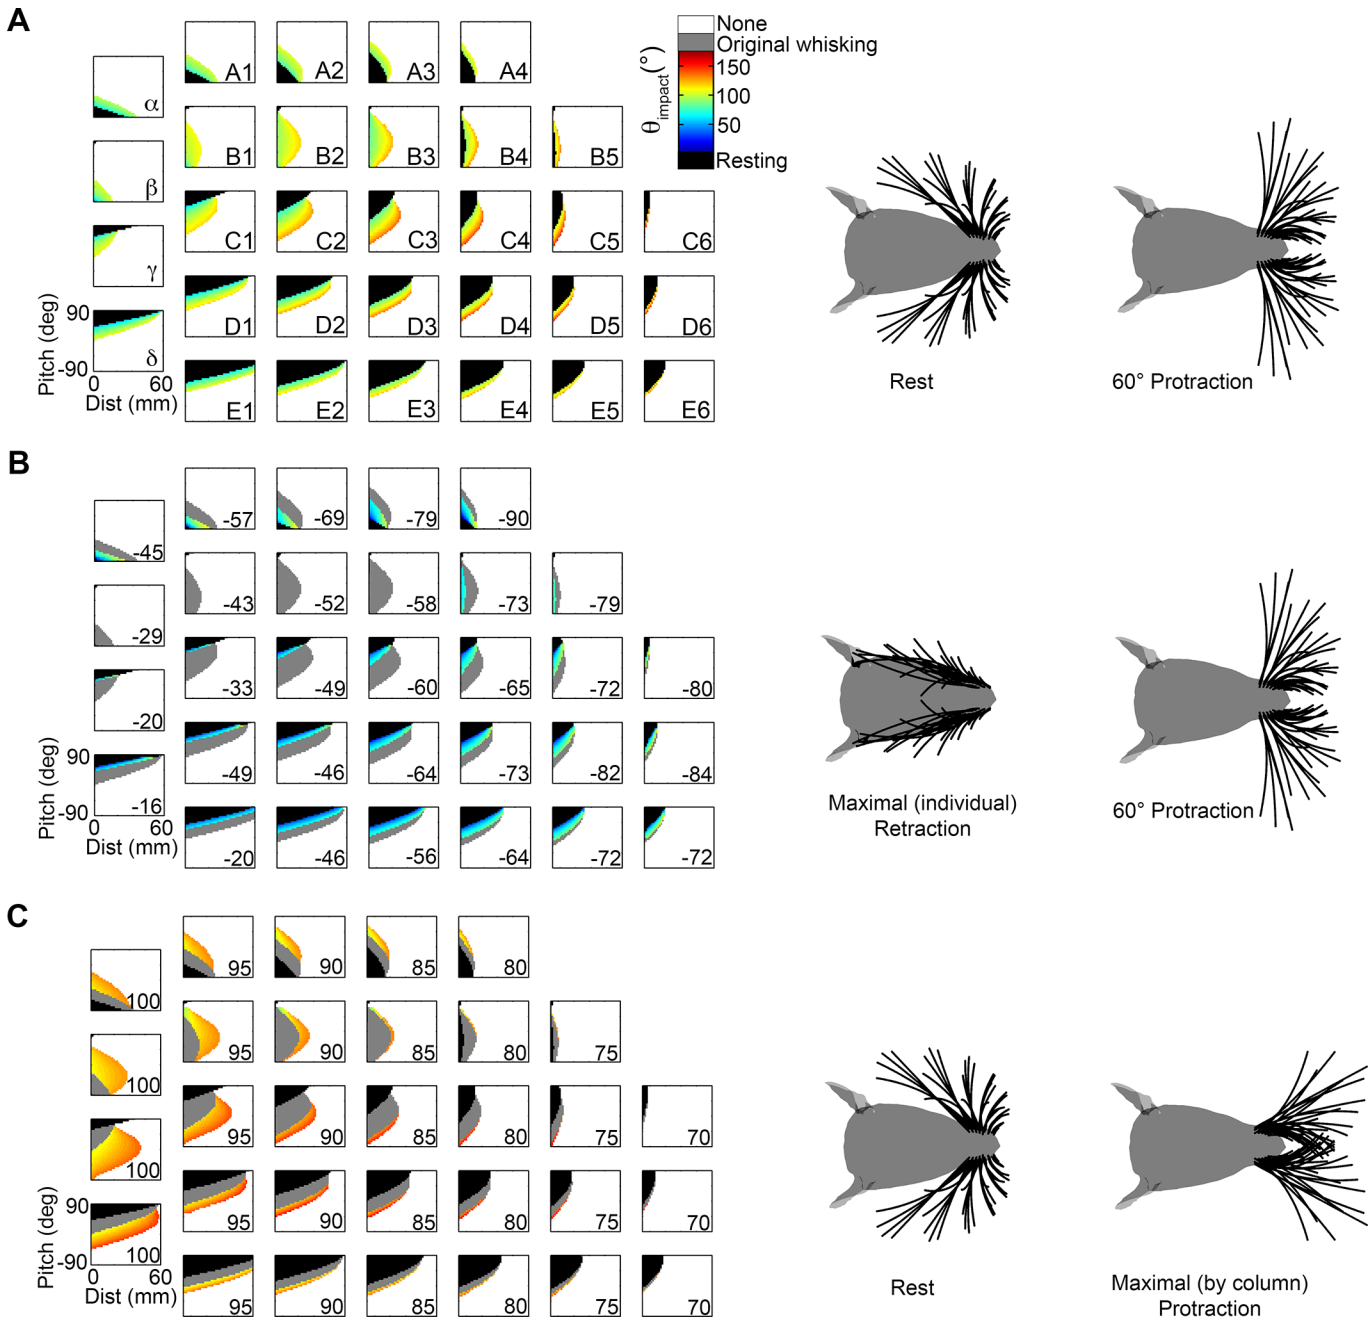 A
None
Original whisking
θimpact(°)
150
100
50
Resting
A1 A2 A3 A4
α
B1 B2 B3 B4 B5
β
C1 C2 C3 C4 C5 C6
γ
D1 D2 D3 D4 D5 D6
δ
E1 E2 E3 E4 E5 E6
Pitch (deg)
90
-90
0 60
Dist (mm)
Rest
60° Protraction
B
-57 -69 -79 -90
-45
-43 -52 -58 -73 -79
-29
-33 -49 -60 -65 -72 -80
-20
-49 -46 -64 -73 -82 -84
-16
-20 -46 -56 -64 -72 -72
Pitch (deg)
90
-90
0 60
Dist (mm)
Maximal (individual)
Retraction
60° Protraction
C
95 90 85 80
100
95 90 85 80 75
100
95 90 85 80 75 70
100
95 90 85 80 75 70
100
95 90 85 80 75 70
Pitch (deg)
90
-90
0 60
Dist (mm)
Rest
Maximal (by column)
Protraction